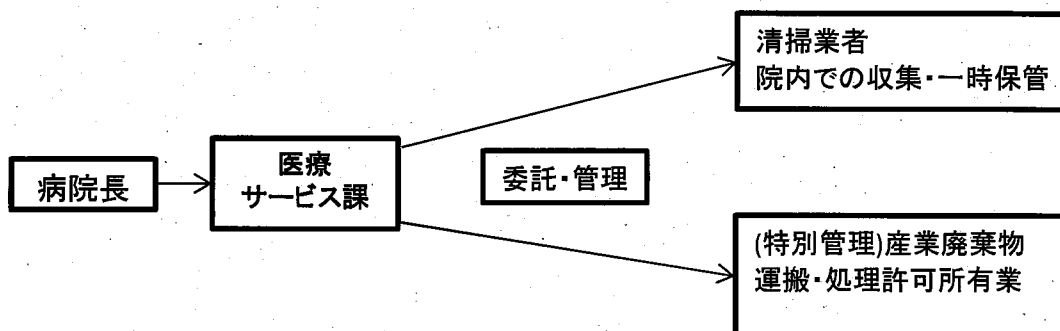 病院長
医療
サービス課
委託・管理
清掃業者
院内での収集・一時保管
(特別管理)産業廃棄物
運搬・処理許可所有業